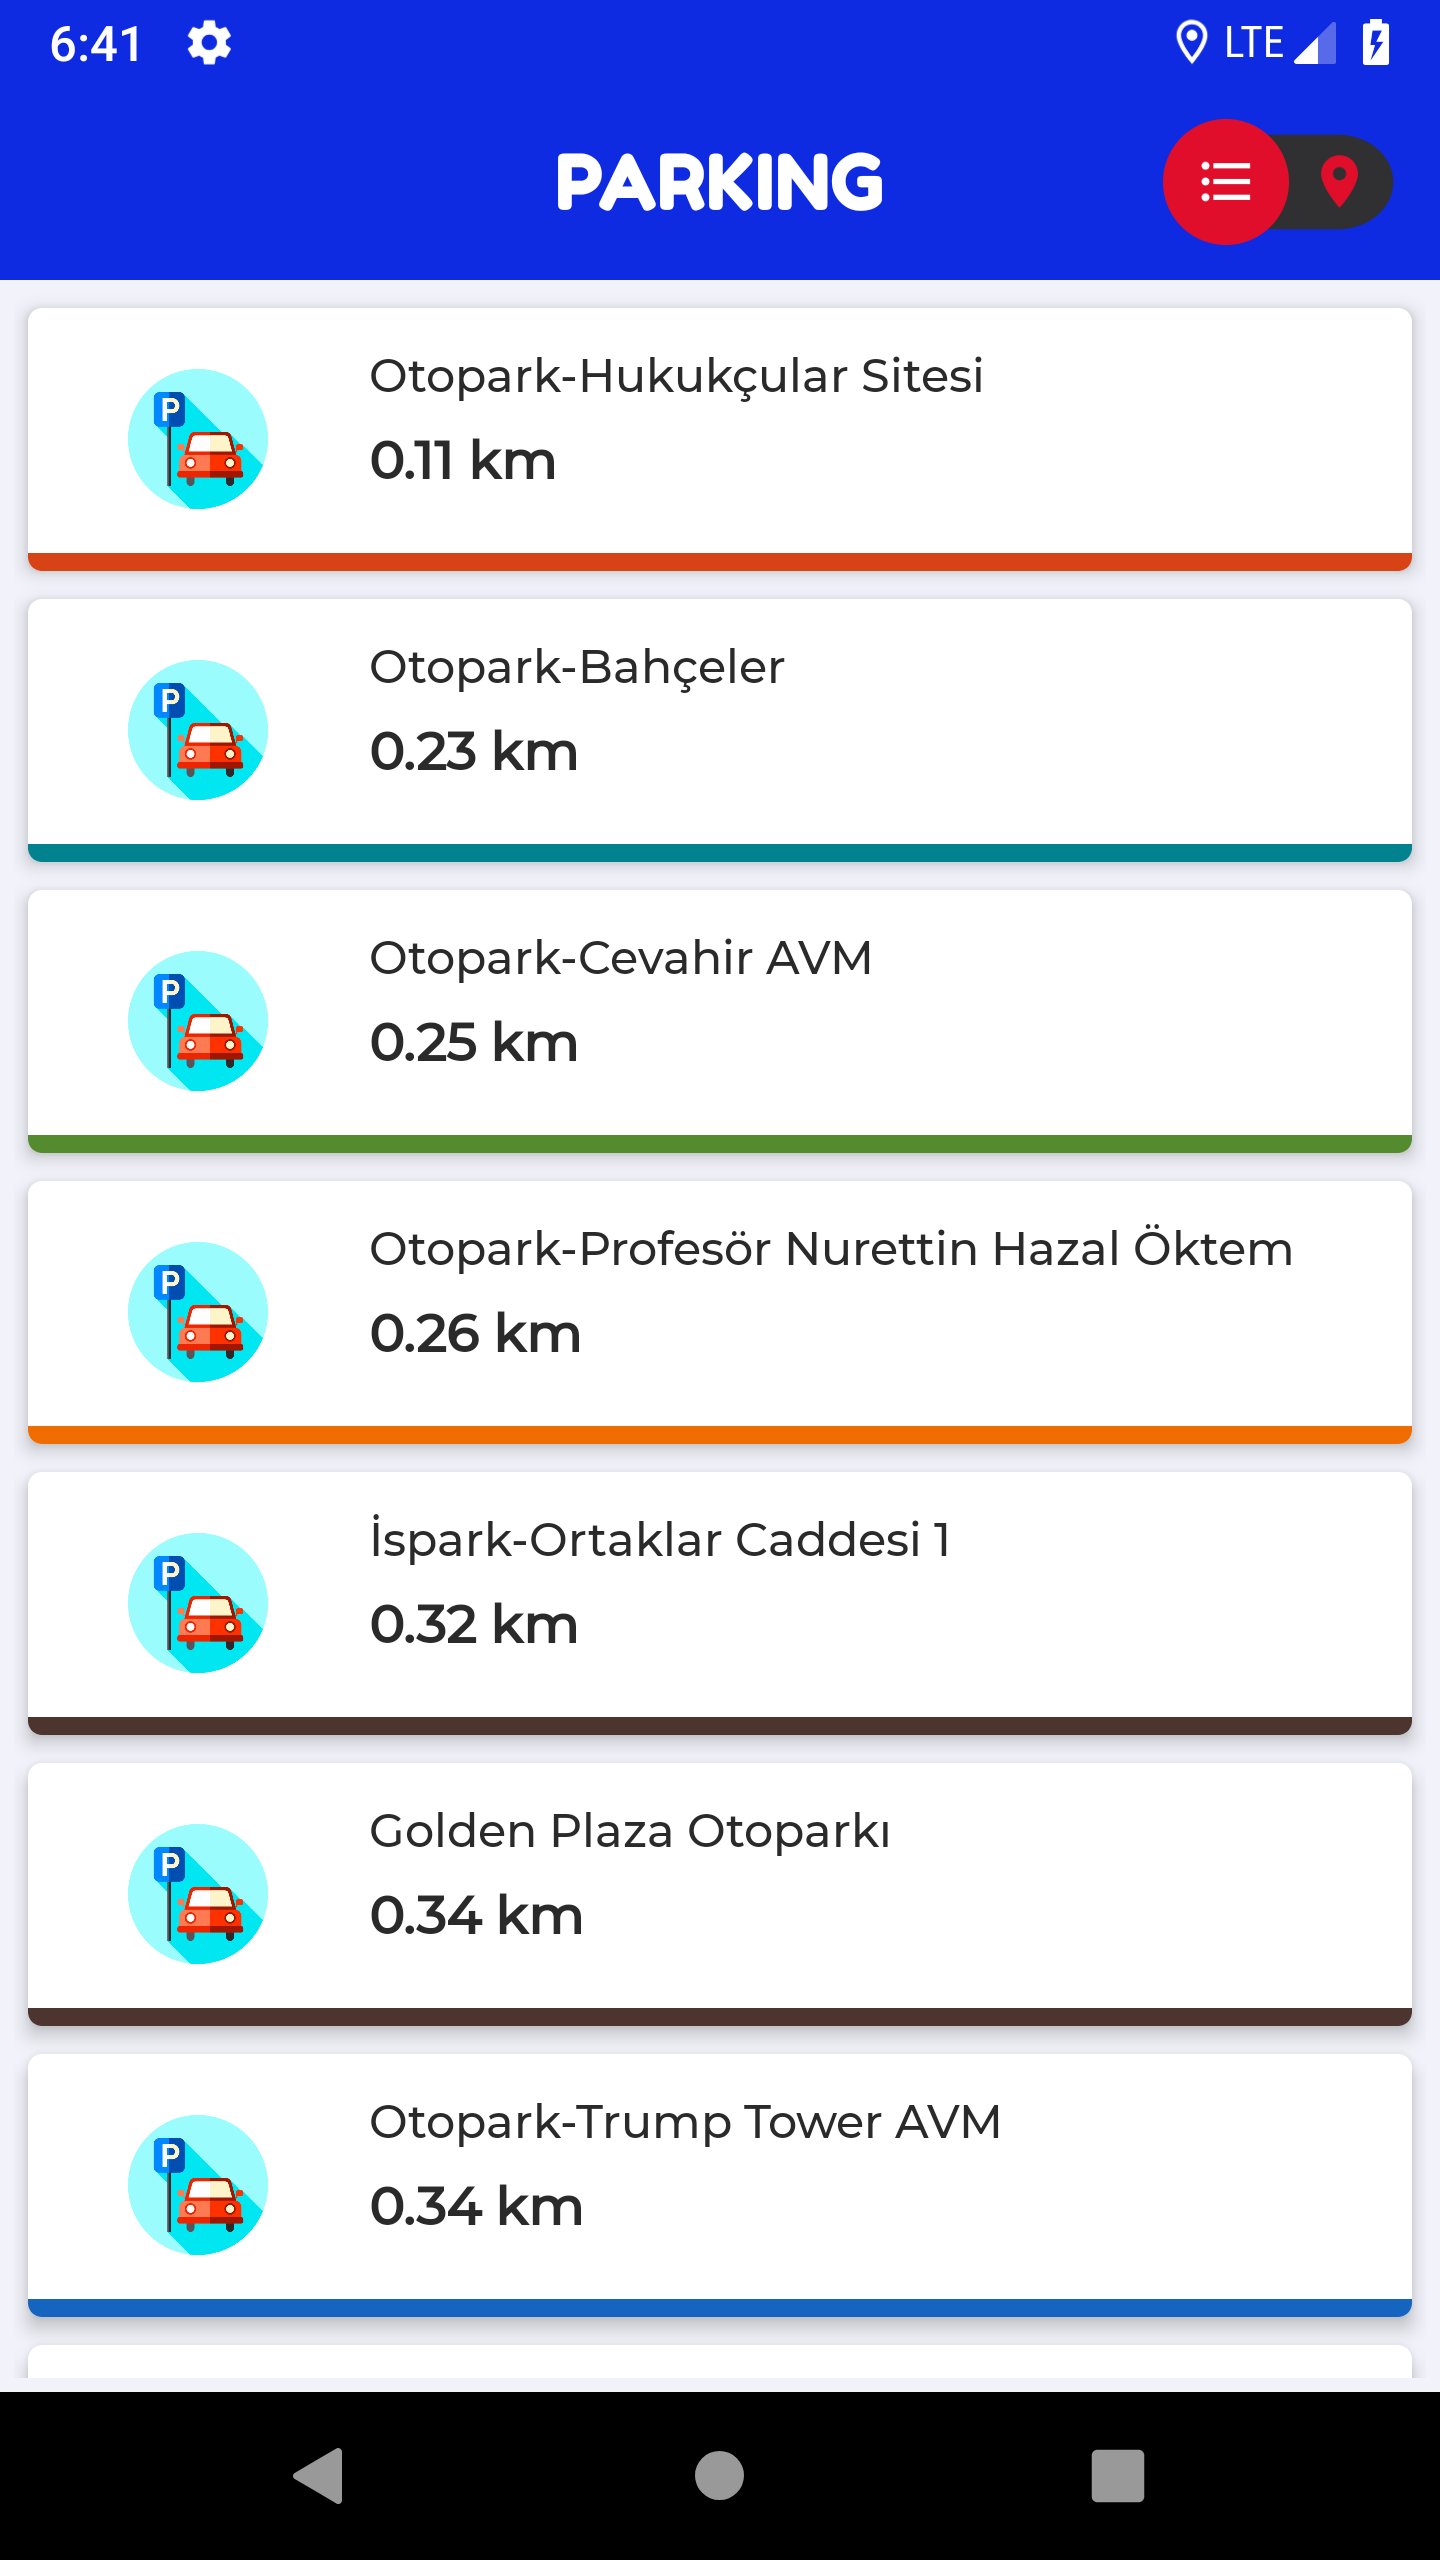 6:41 LTE
PARKING
P
Otopark-Hukukçular Sitesi
0.11 km
P
Otopark-Bahçeler
0.23 km
P
Otopark-Cevahir AVM
0.25 km
P
Otopark-Profesör Nurettin Hazal Öktem
0.26 km
P
İspark-Ortaklar Caddesi 1
0.32 km
P
Golden Plaza Otoparkı
0.34 km
P
Otopark-Trump Tower AVM
0.34 km